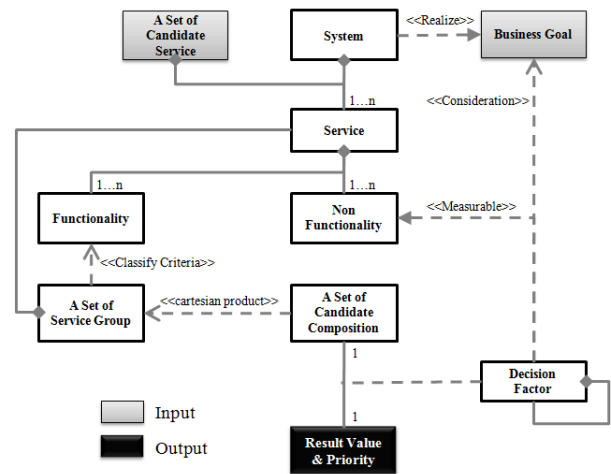 A Set of
Candidate
Service
System
<<Realize>>
Business Goal
1...n
<<Consideration>>
Service
1...n
1...n
Functionality
Non
Functionality
<<Measurable>>
<<Classify Criteria>>
A Set of
Service Group
<<cartesian product>>
A Set of
Candidate
Composition
1
Decision
Factor
Input
1
Output
Result Value
& Priority